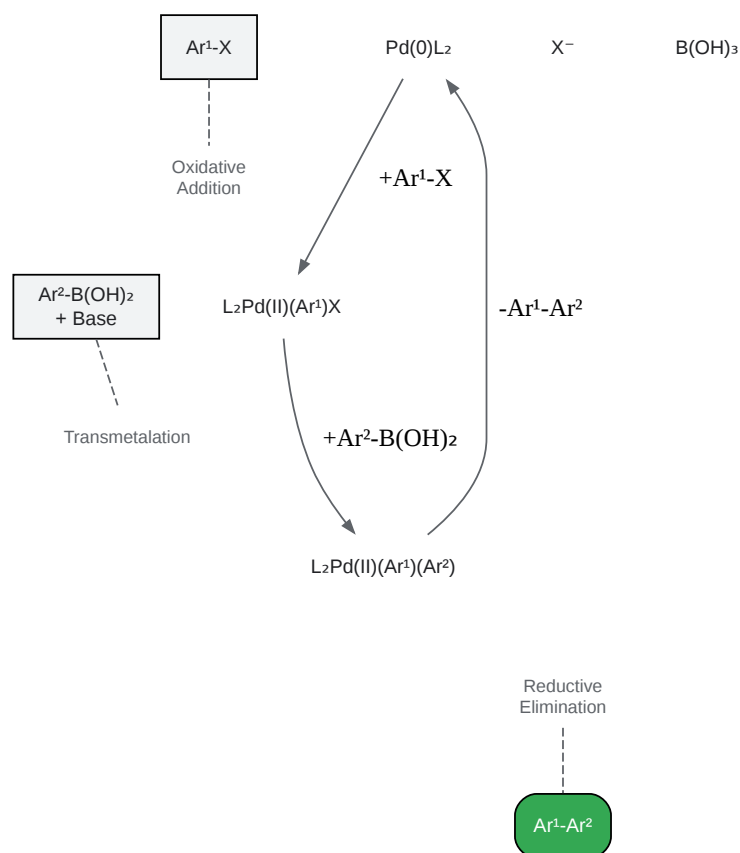 Ar¹-X
Pd(0)L₂
X⁻
B(OH)₃
Oxidative
Addition
+Ar¹-X
Ar²-B(OH)₂
+ Base
L₂Pd(II)(Ar¹)X
-Ar¹-Ar²
Transmetalation
+Ar²-B(OH)₂
L₂Pd(II)(Ar¹)(Ar²)
Reductive
Elimination
Ar¹-Ar²